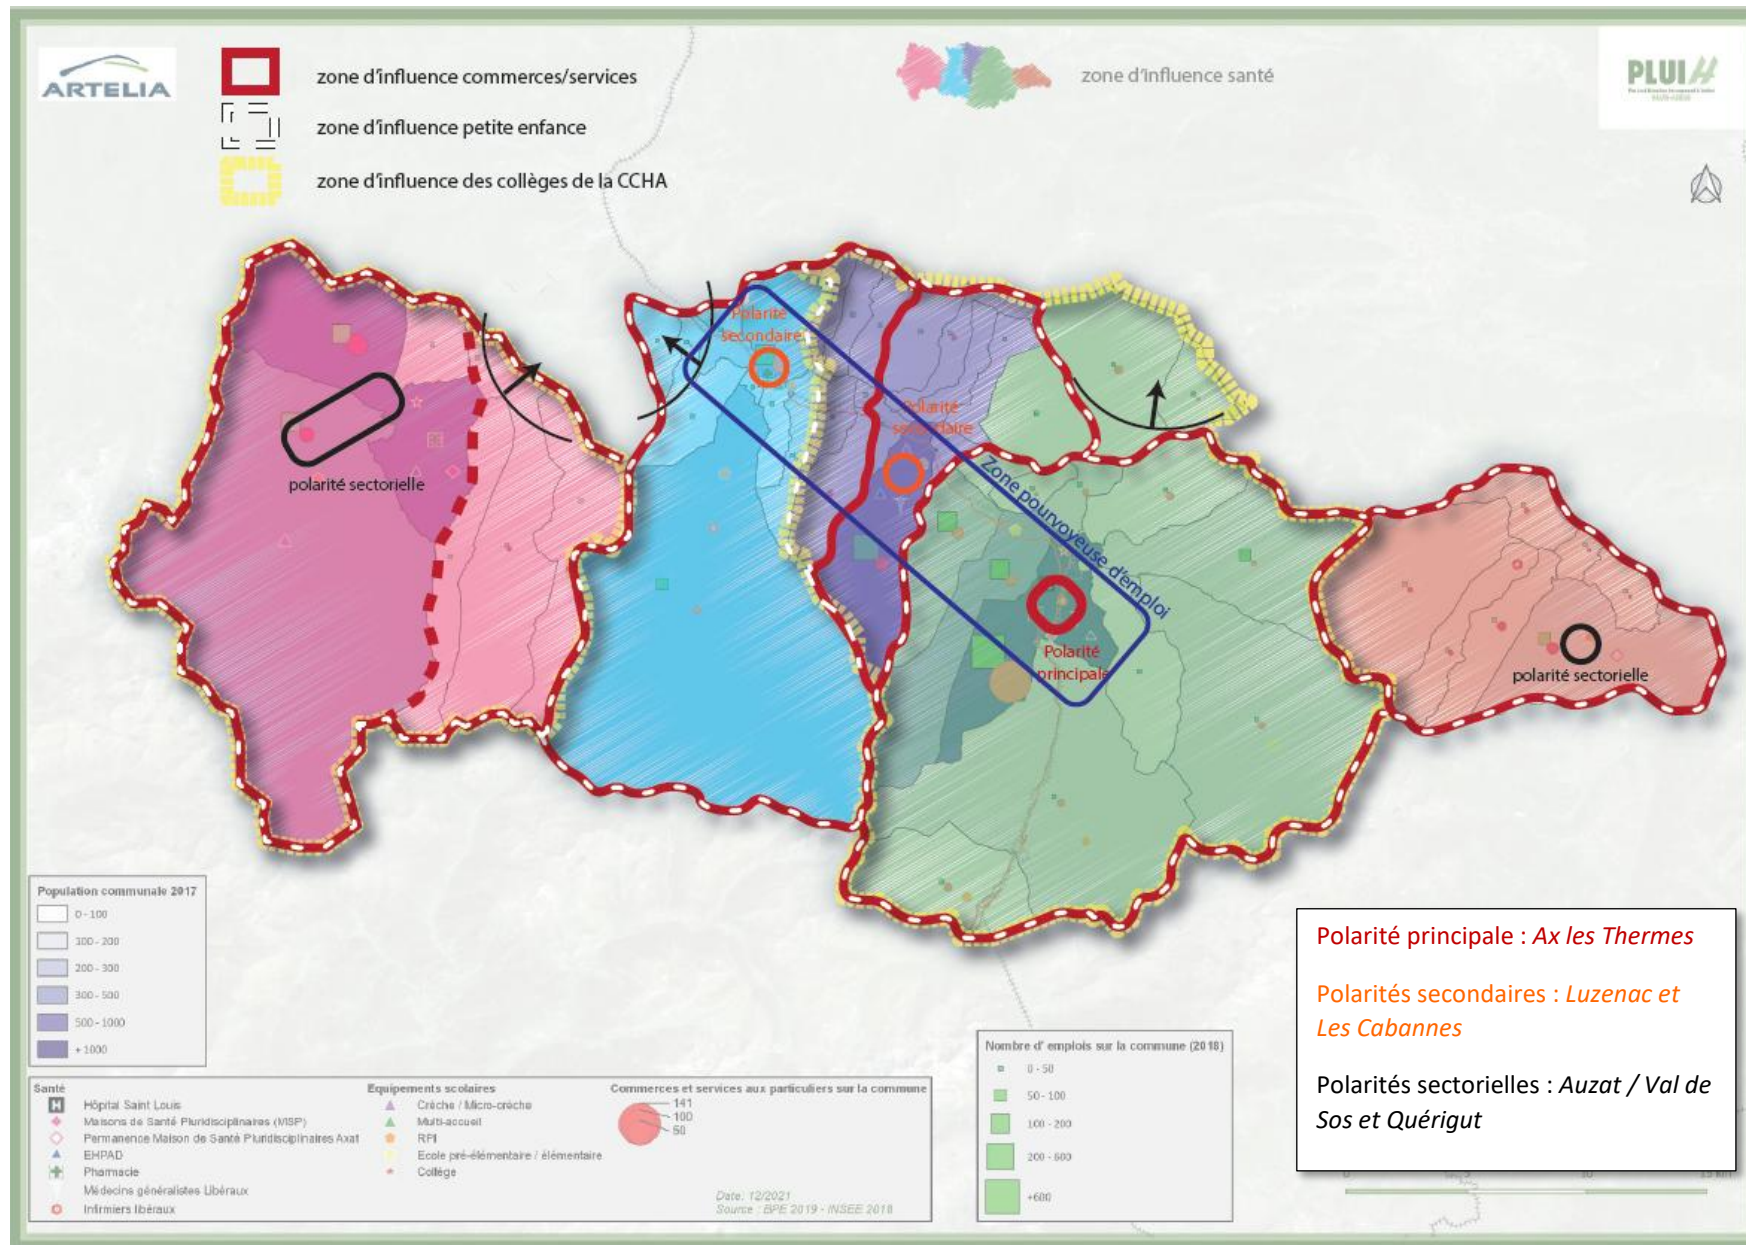 ARTELIA
zone d'influence commerces/services
zone d'influence petite enfance
zone d'influence des collèges de la CCHA
zone d'influence santé
PLUI H
Polarité
secondaire
Polarité
secondaire
Zone pourvoyeuse d'emploi
Polarité
principale
polarité sectorielle
polarité sectorielle
Population communale 2017
0 - 100
100 - 200
200 - 300
300 - 500
500 - 1000
+ 1000
Santé
Hôpital Saint Louis
Maisons de Santé Pluridisciplinaires (MSP)
Permanence Maison de Santé Pluridisciplinaires Axat
EHPAD
Pharmacie
Médecins généralistes Libéraux
Infirmiers libéraux
Equipements scolaires
Crèche / Micro-crèche
Multi-accueil
RPI
Ecole pré-élémentaire / élémentaire
Collège
Commerces et services aux particuliers sur la commune
141
100
50
Date: 12/2021
Source : BPE 2019 - INSEE 2018
Nombre d' emplois sur la commune (2018)
0 - 50
50 - 100
100 - 200
200 - 600
+600
Polarité principale : Ax les Thermes
Polarités secondaires : Luzenac et
Les Cabannes
Polarités sectorielles : Auzat / Val de
Sos et Quérigut